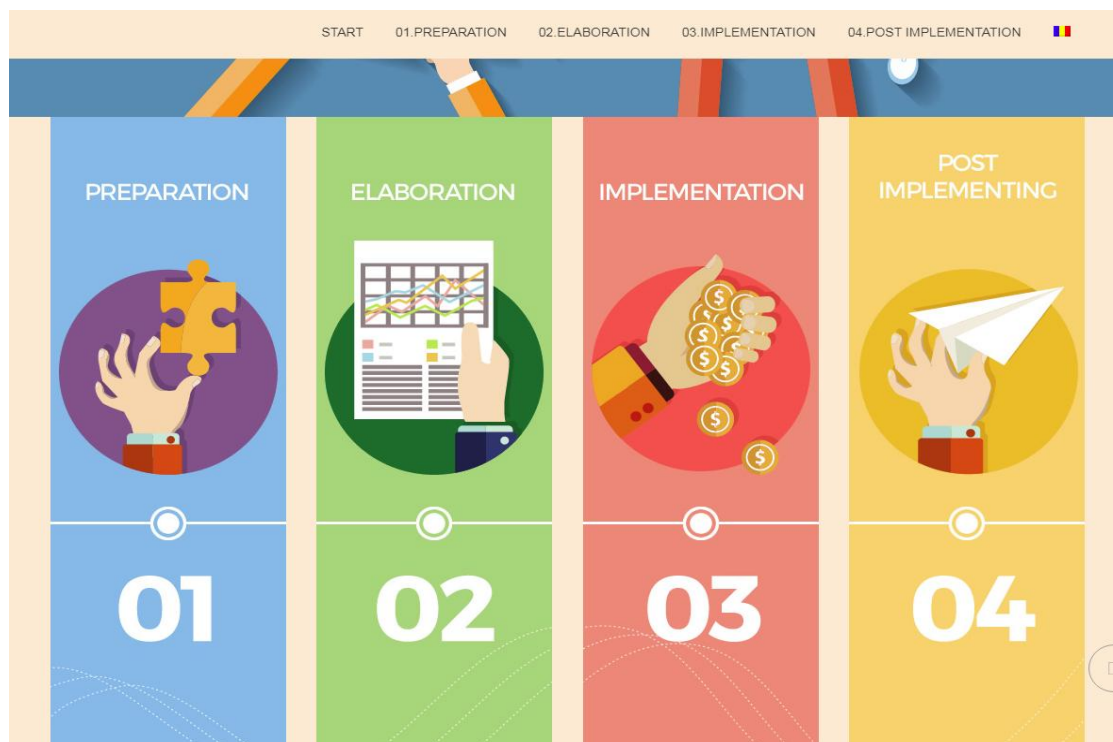 START 01.PREPARATION 02.ELABORATION 03.IMPLEMENTATION 04.POST IMPLEMENTATION
PREPARATION
ELABORATION
IMPLEMENTATION
POST
IMPLEMENTING
$ $ $ $ $ $ $ $
01
02
03
04